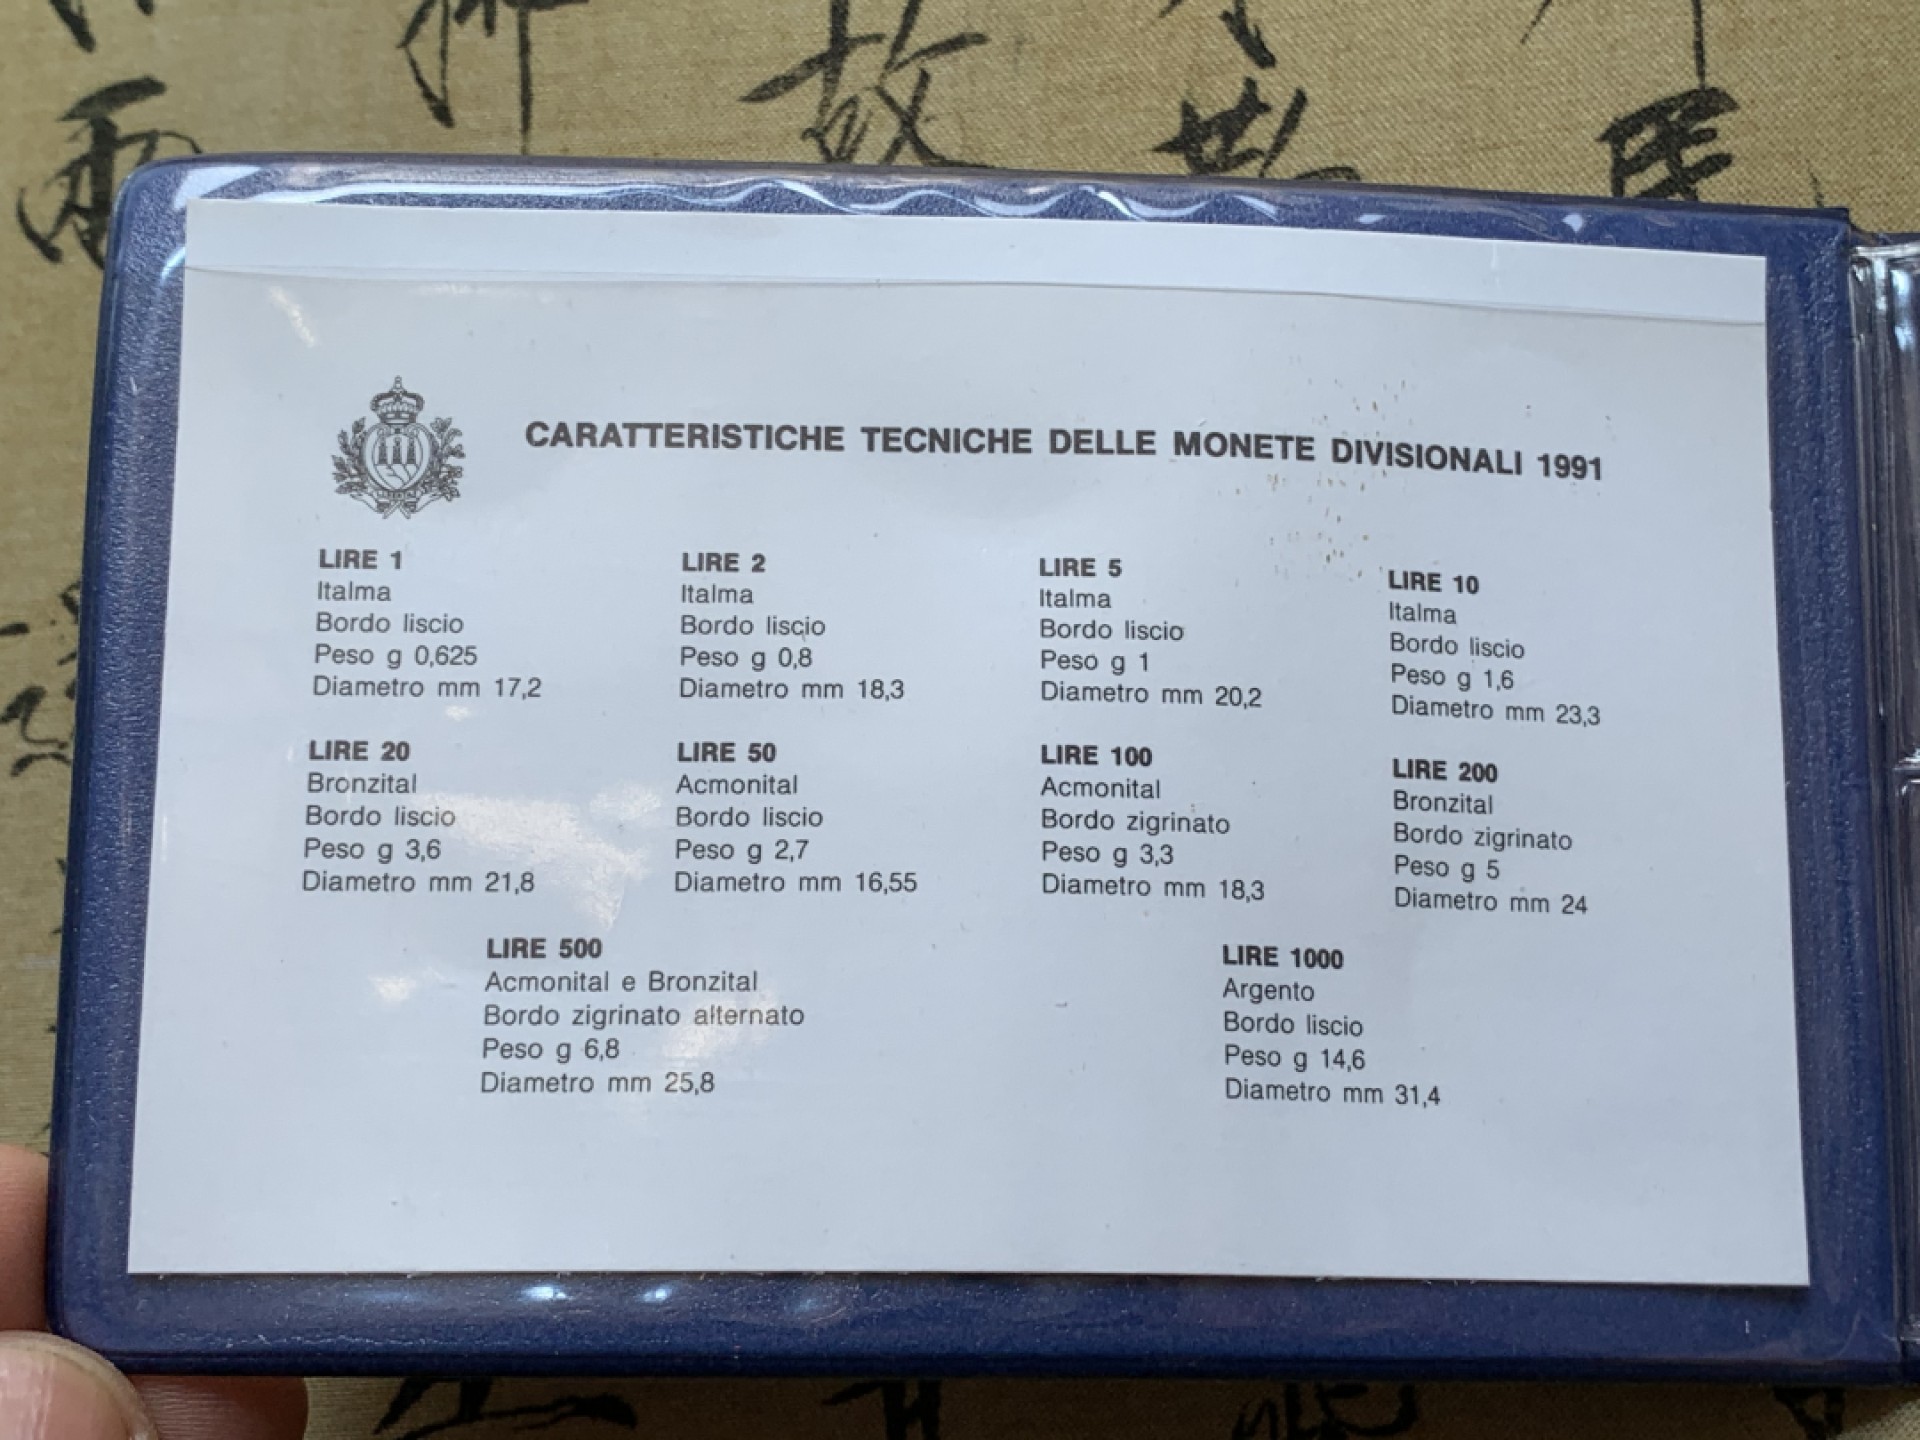 CARATTERISTICHE TECNICHE DELLE MONETE DIVISIONALI 1991
LIRE 1
Italma
Bordo liscio
Peso g 0,625
Diametro mm 17,2
LIRE 2
Italma
Bordo liscio
Peso g 0,8
Diametro mm 18,3
LIRE 5
Italma
Bordo liscio
Peso g 1
Diametro mm 20,2
LIRE 10
Italma
Bordo liscio
Peso g 1,6
Diametro mm 23,3
LIRE 20
Bronzital
Bordo liscio
Peso g 3,6
Diametro mm 21,8
LIRE 50
Acmonital
Bordo liscio
Peso g 2,7
Diametro mm 16,55
LIRE 100
Acmonital
Bordo zigrinato
Peso g 3,3
Diametro mm 18,3
LIRE 200
Bronzital
Bordo zigrinato
Peso g 5
Diametro mm 24
LIRE 500
Acmonital e Bronzital
Bordo zigrinato alternato
Peso g 6,8
Diametro mm 25,8
LIRE 1000
Argento
Bordo liscio
Peso g 14,6
Diametro mm 31,4